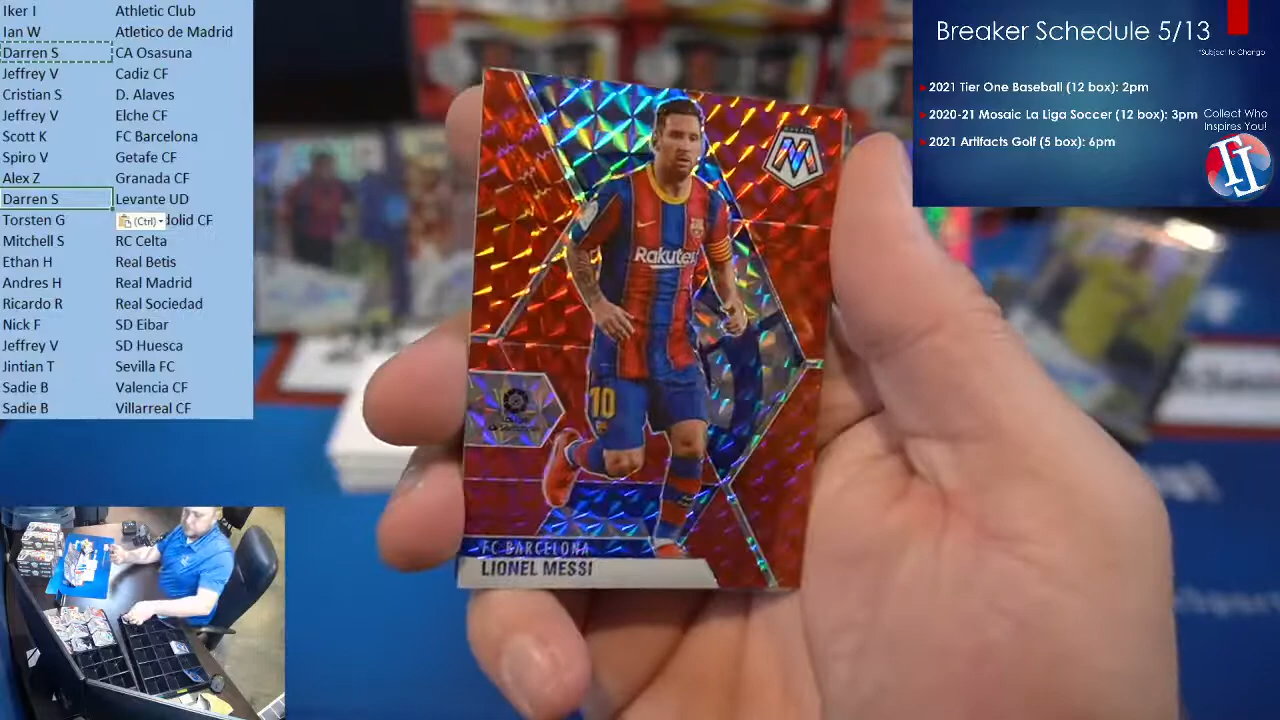 Iker I Athletic Club
Ian W Atletico de Madrid
Darren S CA Osasuna
Jeffrey V Cadiz CF
Cristian S D. Alaves
Jeffrey V Elche CF
Scott K FC Barcelona
Spiro V Getafe CF
Alex Z Granada CF
Darren S Levante UD
Torsten G (Ctrl) dolid CF
Mitchell S RC Celta
Ethan H Real Betis
Andres H Real Madrid
Ricardo R Real Sociedad
Nick F SD Eibar
Jeffrey V SD Huesca
Jintian T Sevilla FC
Sadie B Valencia CF
Sadie B Villarreal CF
Breaker Schedule 5/13
*Subject to Change
2021 Tier One Baseball (12 box): 2pm
2020-21 Mosaic La Liga Soccer (12 box): 3pm
2021 Artifacts Golf (5 box): 6pm
Collect Who
Inspires You!
MOSAIC
Rakuten
10
FC BARCELONA
LIONEL MESSI